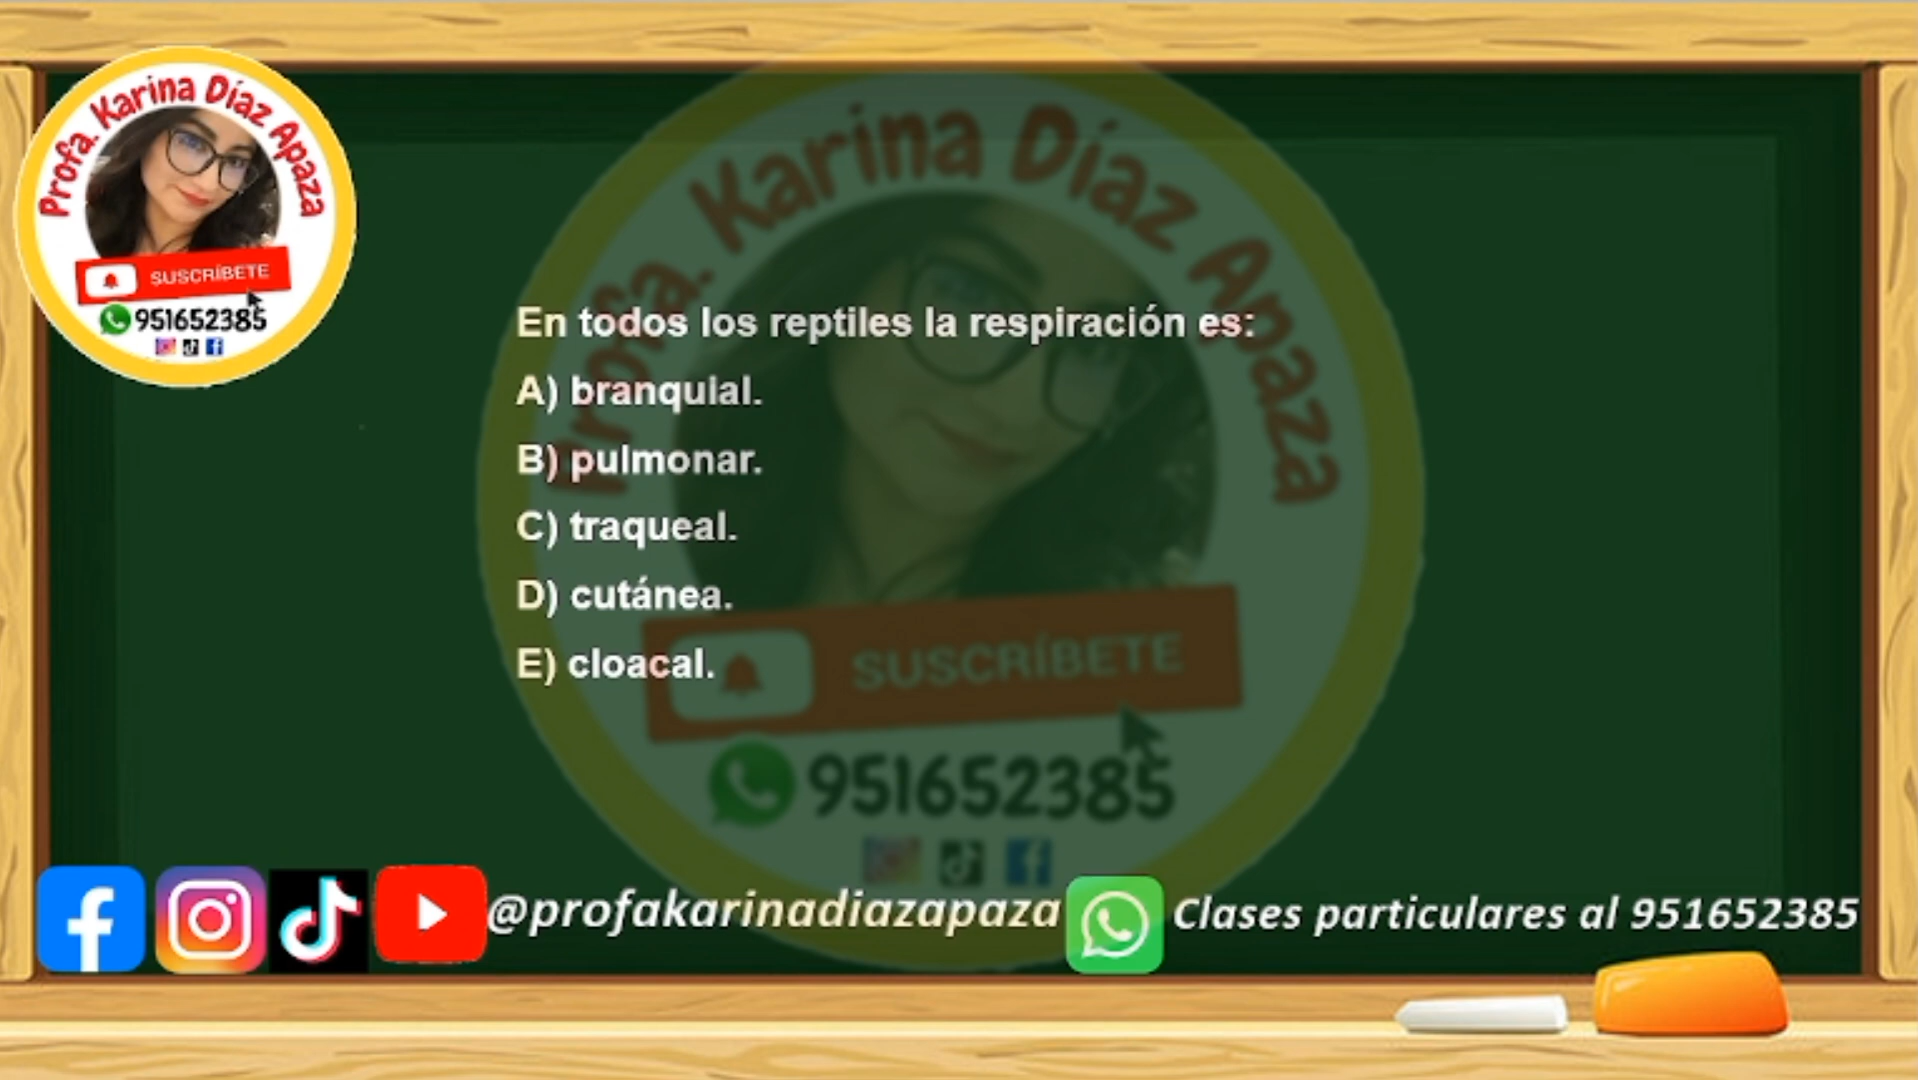 Profa. Karina Díaz Apaza
SUSCRÍBETE
951652385
Profa. Karina Díaz Apaza
En todos los reptiles la respiración es:
A) branquial.
B) pulmonar.
C) traqueal.
D) cutánea.
E) cloacal.
SUSCRÍBETE
951652385
@profakarinadiazapaza
Clases particulares al 951652385